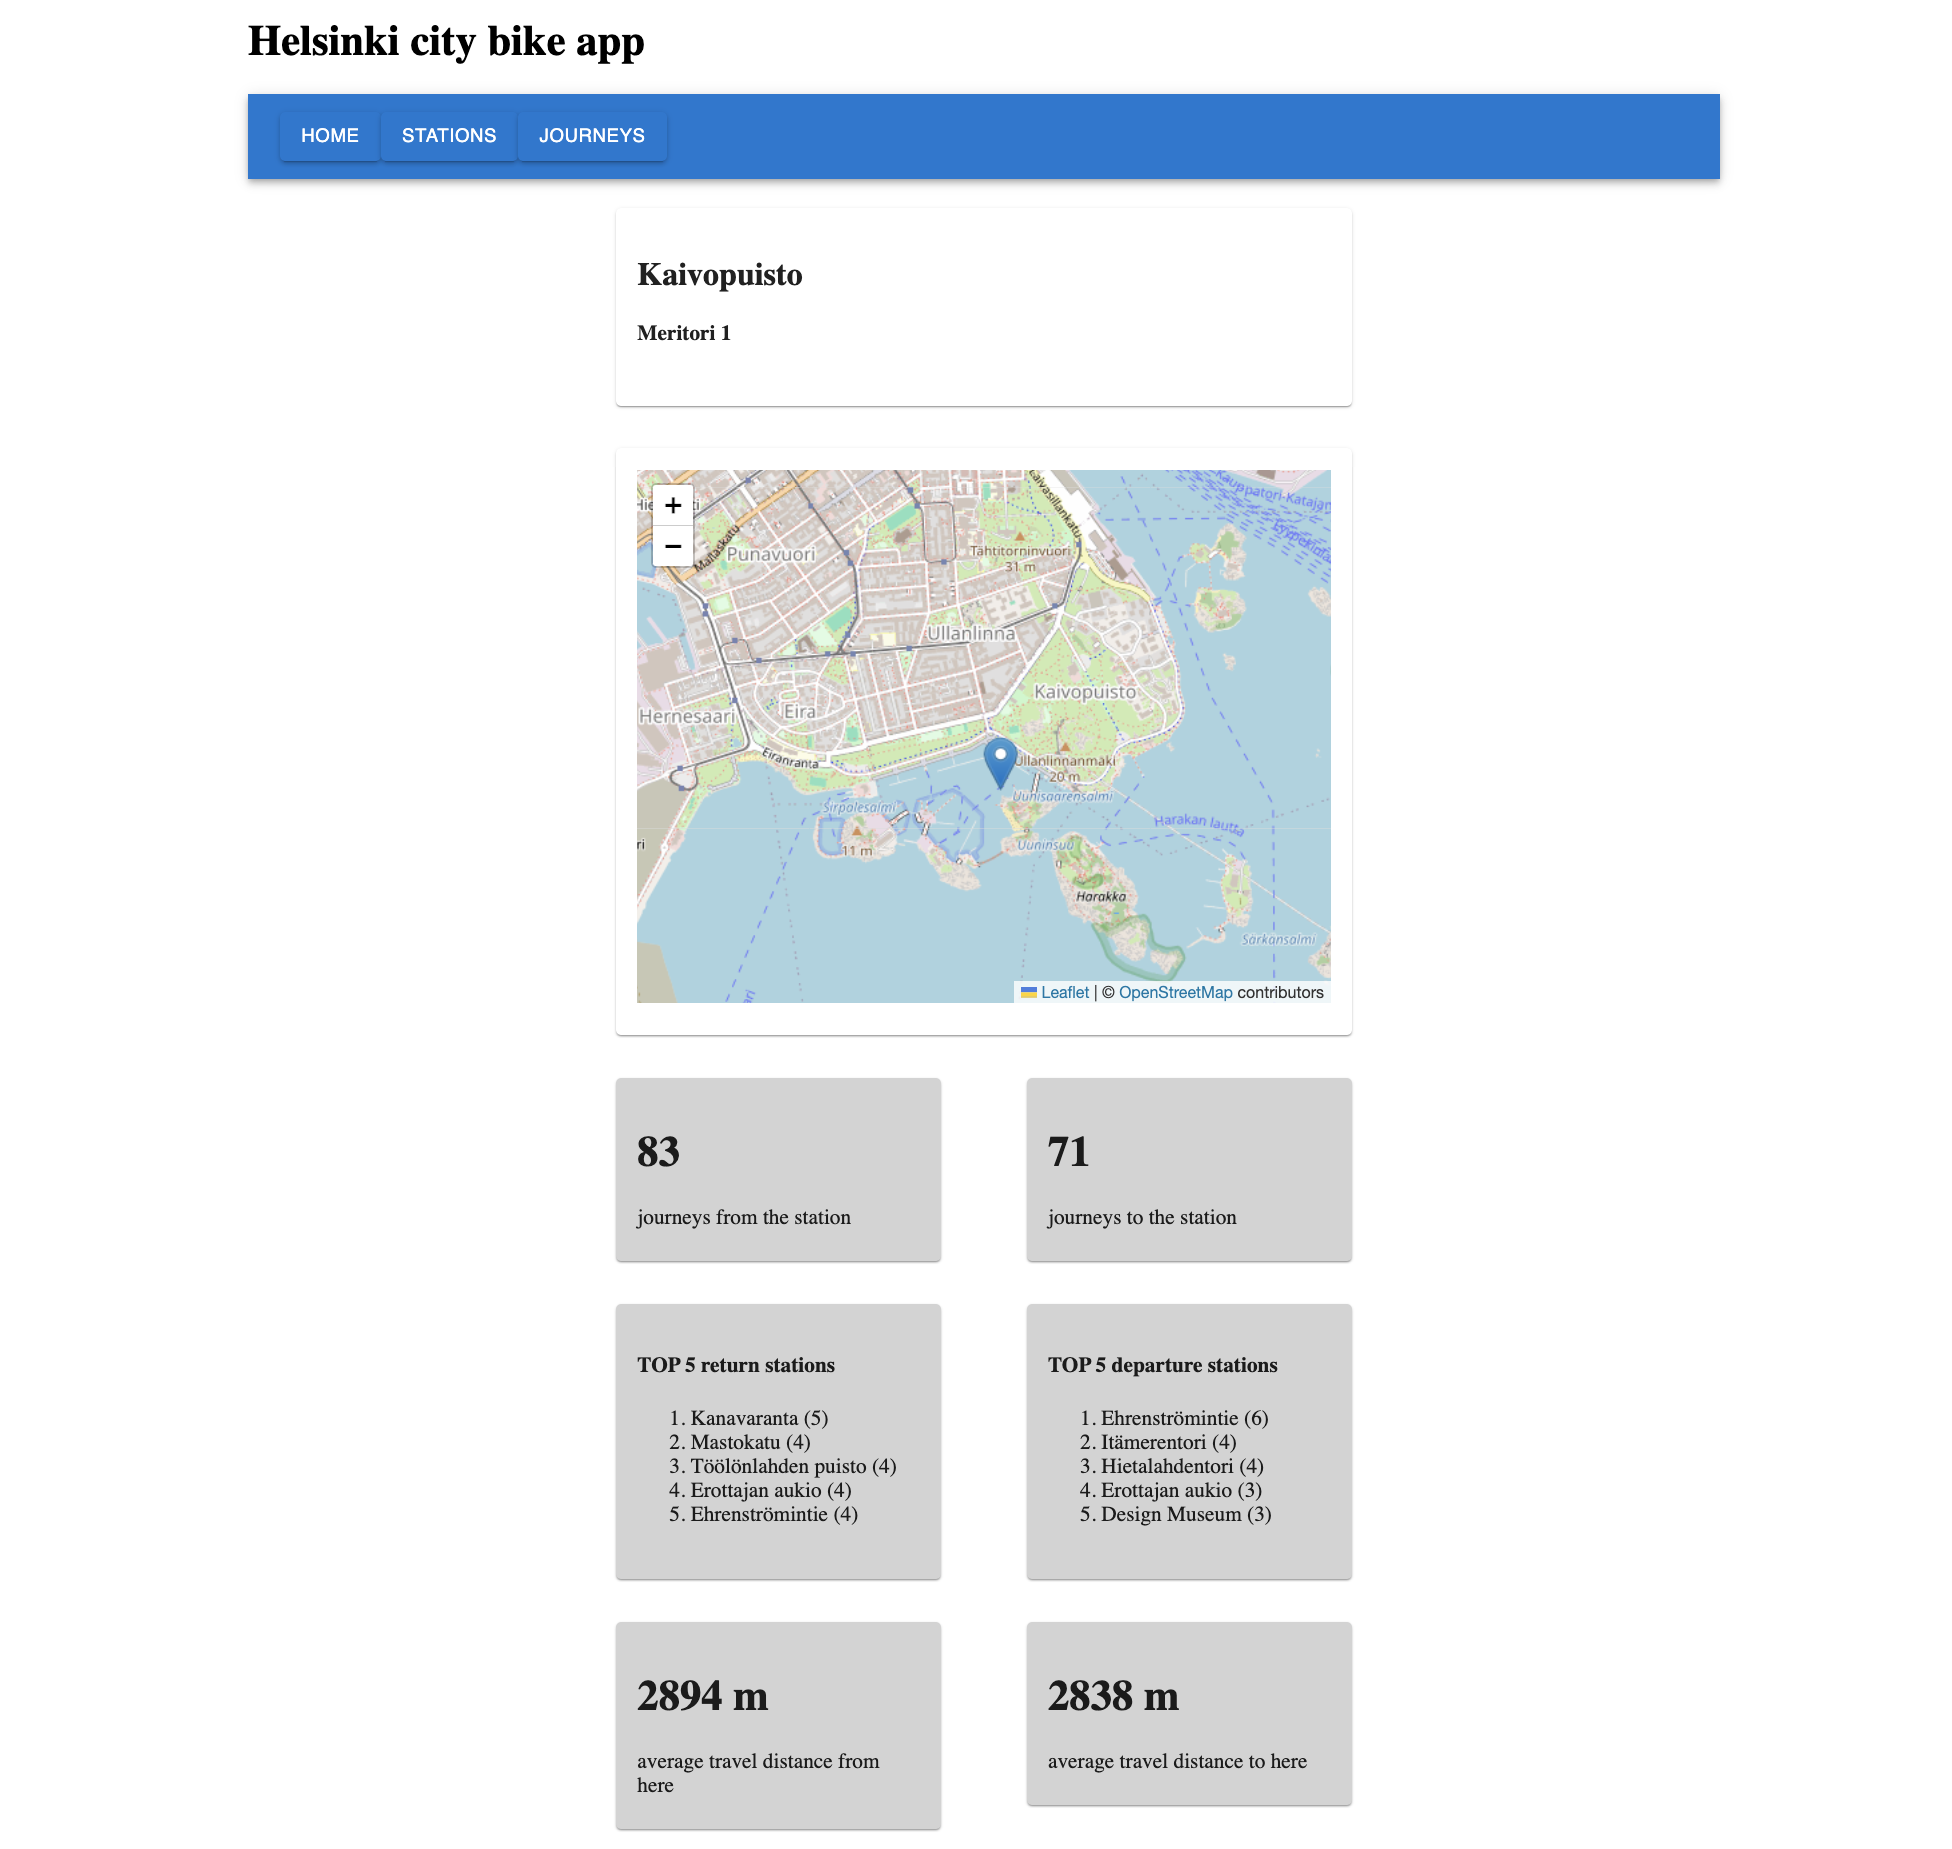 Helsinki city bike app
HOME STATIONS JOURNEYS
Kaivopuisto
Meritori 1
+
−
Mallaskatu
Punavuori
Tähtitorninvuori
31 m
Kauppatori-Katajan
Ullanlinna
Kaivopuisto
Hernesaari
Eira
Eiranranta
Ullanlinnanmäki
20 m
Uunisaarensalmi
Sirpalesalmi
Harakan lautta
11 m
Uuninsuu
Harakka
Särkänsalmi
Leaflet | © OpenStreetMap contributors
83
journeys from the station
71
journeys to the station
TOP 5 return stations
1. Kanavaranta (5)
2. Mastokatu (4)
3. Töölönlahden puisto (4)
4. Erottajan aukio (4)
5. Ehrenströmintie (4)
TOP 5 departure stations
1. Ehrenströmintie (6)
2. Itämerentori (4)
3. Hietalahdentori (4)
4. Erottajan aukio (3)
5. Design Museum (3)
2894 m
average travel distance from
here
2838 m
average travel distance to here